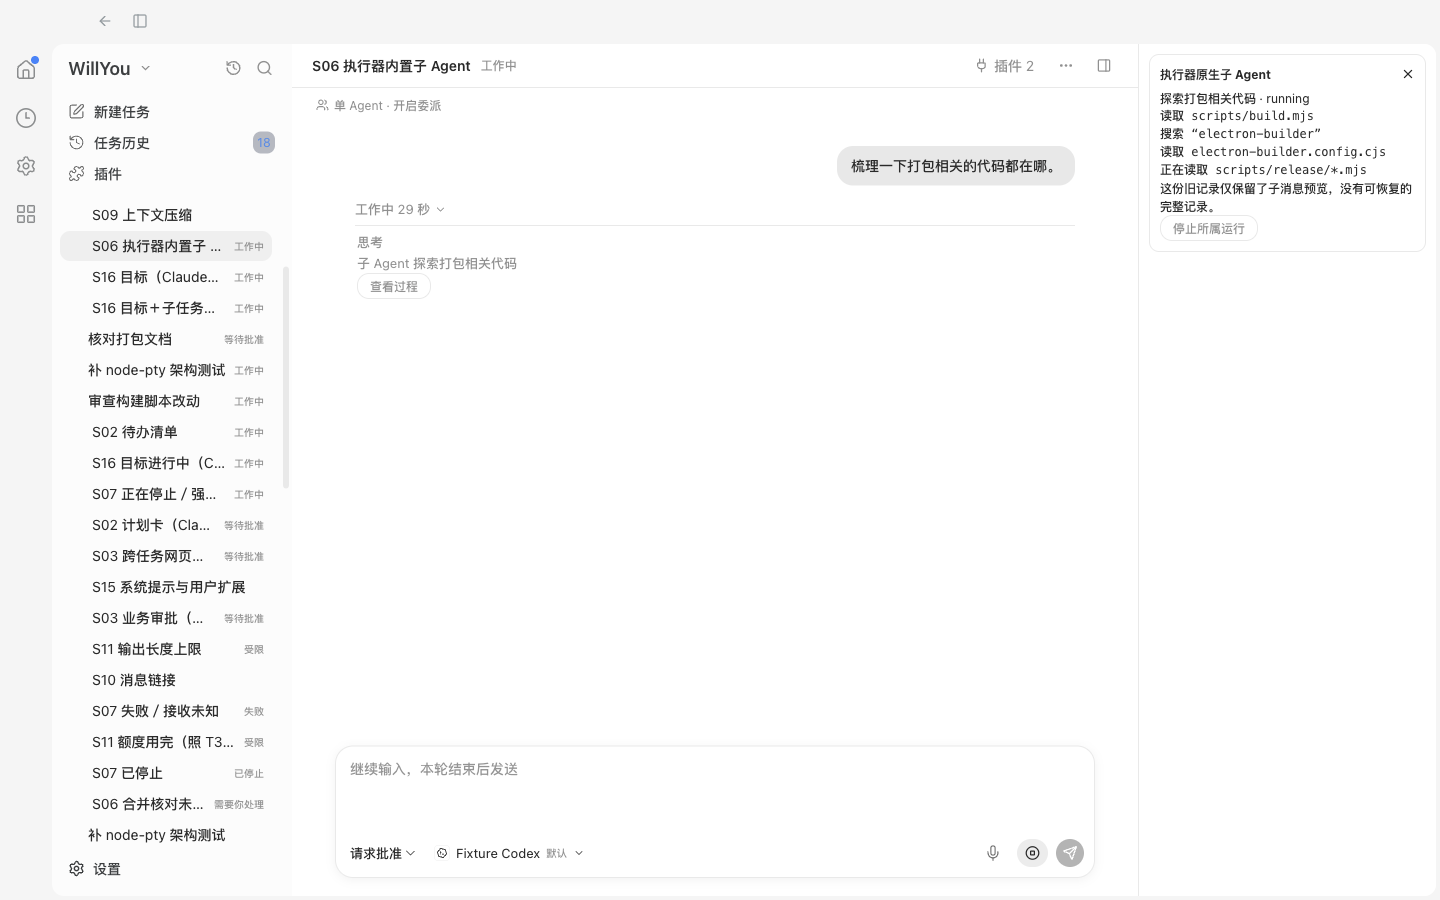 WillYou
新建任务
任务历史 18
插件
S09 上下文压缩
S06 执行器内置子 ... 工作中
S16 目标（Claude... 工作中
S16 目标＋子任务... 工作中
核对打包文档 等待批准
补 node-pty 架构测试 工作中
审查构建脚本改动 工作中
S02 待办清单 工作中
S16 目标进行中（C... 工作中
S07 正在停止 / 强... 工作中
S02 计划卡（Cla... 等待批准
S03 跨任务网页... 等待批准
S15 系统提示与用户扩展
S03 业务审批（... 等待批准
S11 输出长度上限 受限
S10 消息链接
S07 失败 / 接收未知 失败
S11 额度用完（照 T3... 受限
S07 已停止 已停止
S06 合并核对未... 需要你处理
补 node-pty 架构测试
设置
S06 执行器内置子 Agent 工作中
插件 2
单 Agent · 开启委派
梳理一下打包相关的代码都在哪。
工作中 29 秒
思考
子 Agent 探索打包相关代码
查看过程
继续输入，本轮结束后发送
请求批准 Fixture Codex 默认
执行器原生子 Agent
探索打包相关代码 · running
读取 scripts/build.mjs
搜索 “electron-builder”
读取 electron-builder.config.cjs
正在读取 scripts/release/*.mjs
这份旧记录仅保留了子消息预览，没有可恢复的
完整记录。
停止所属运行